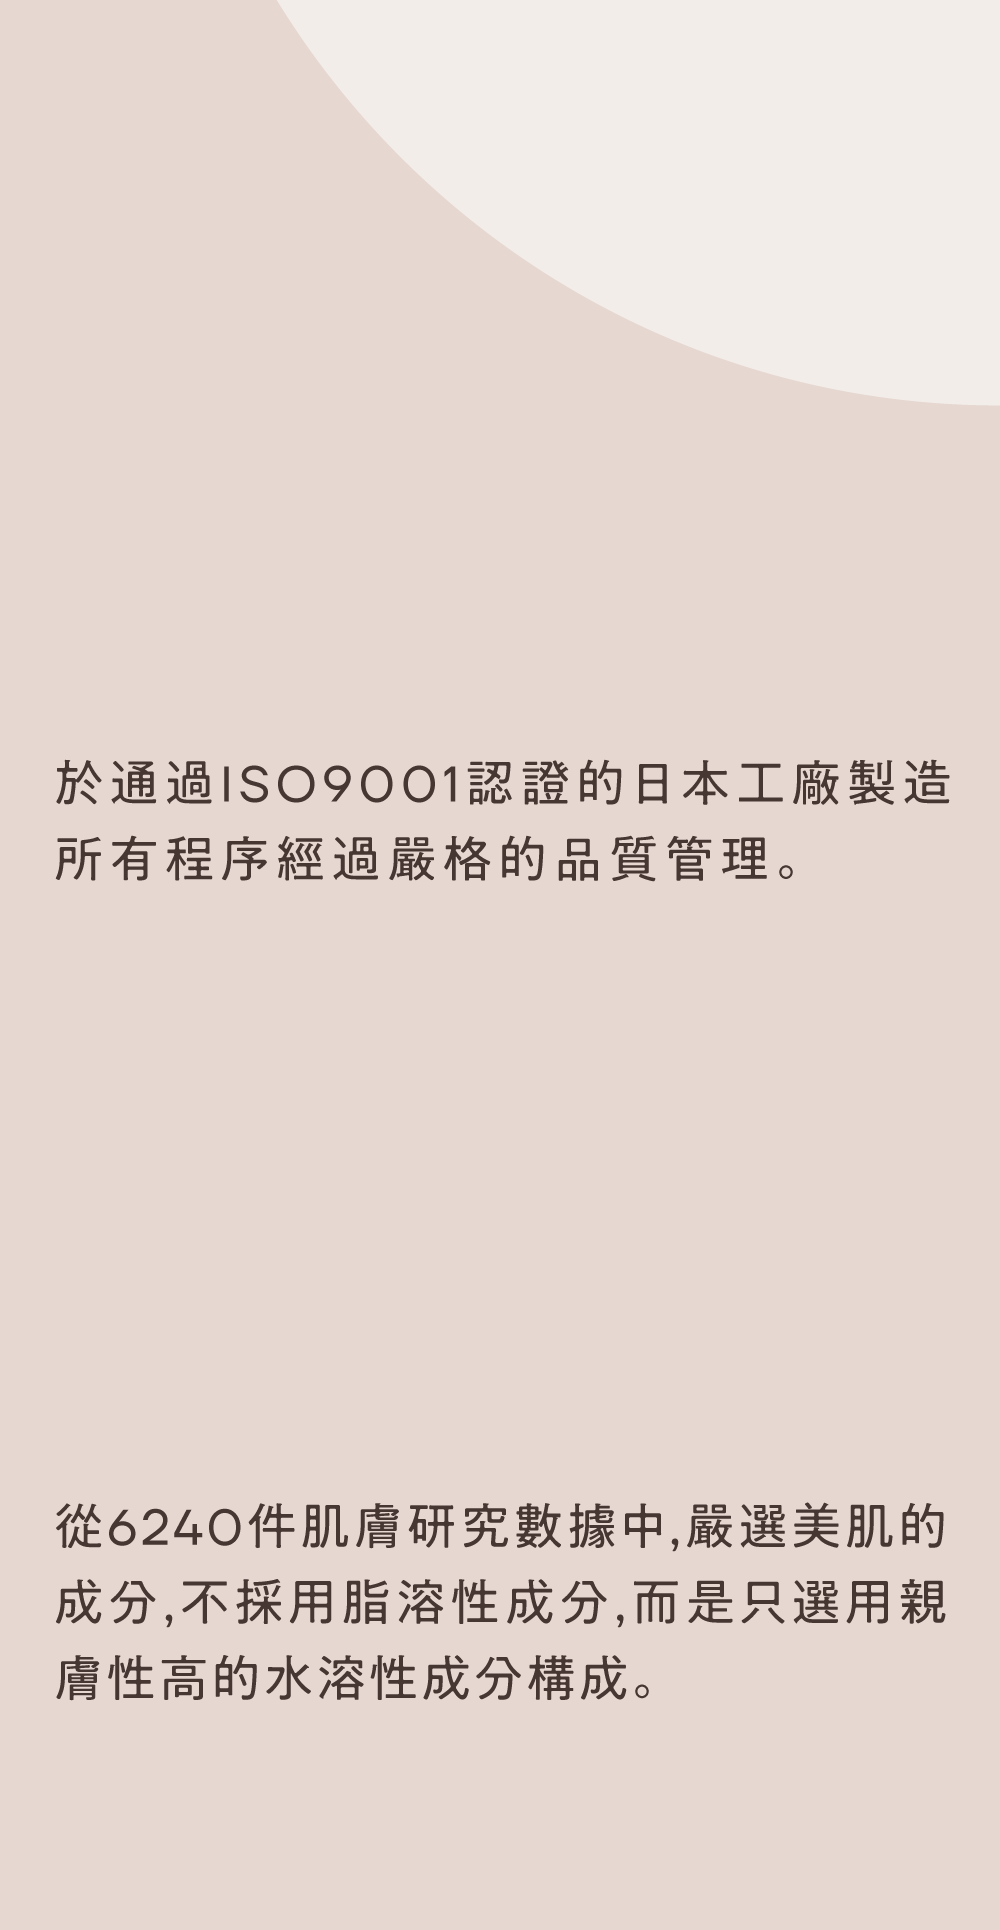 於通過ISO9001認證的日本工廠製造
所有程序經過嚴格的品質管理。
從6240件肌膚研究數據中,嚴選美肌的
成分,不採用脂溶性成分,而是只選用親
膚性高的水溶性成分構成。